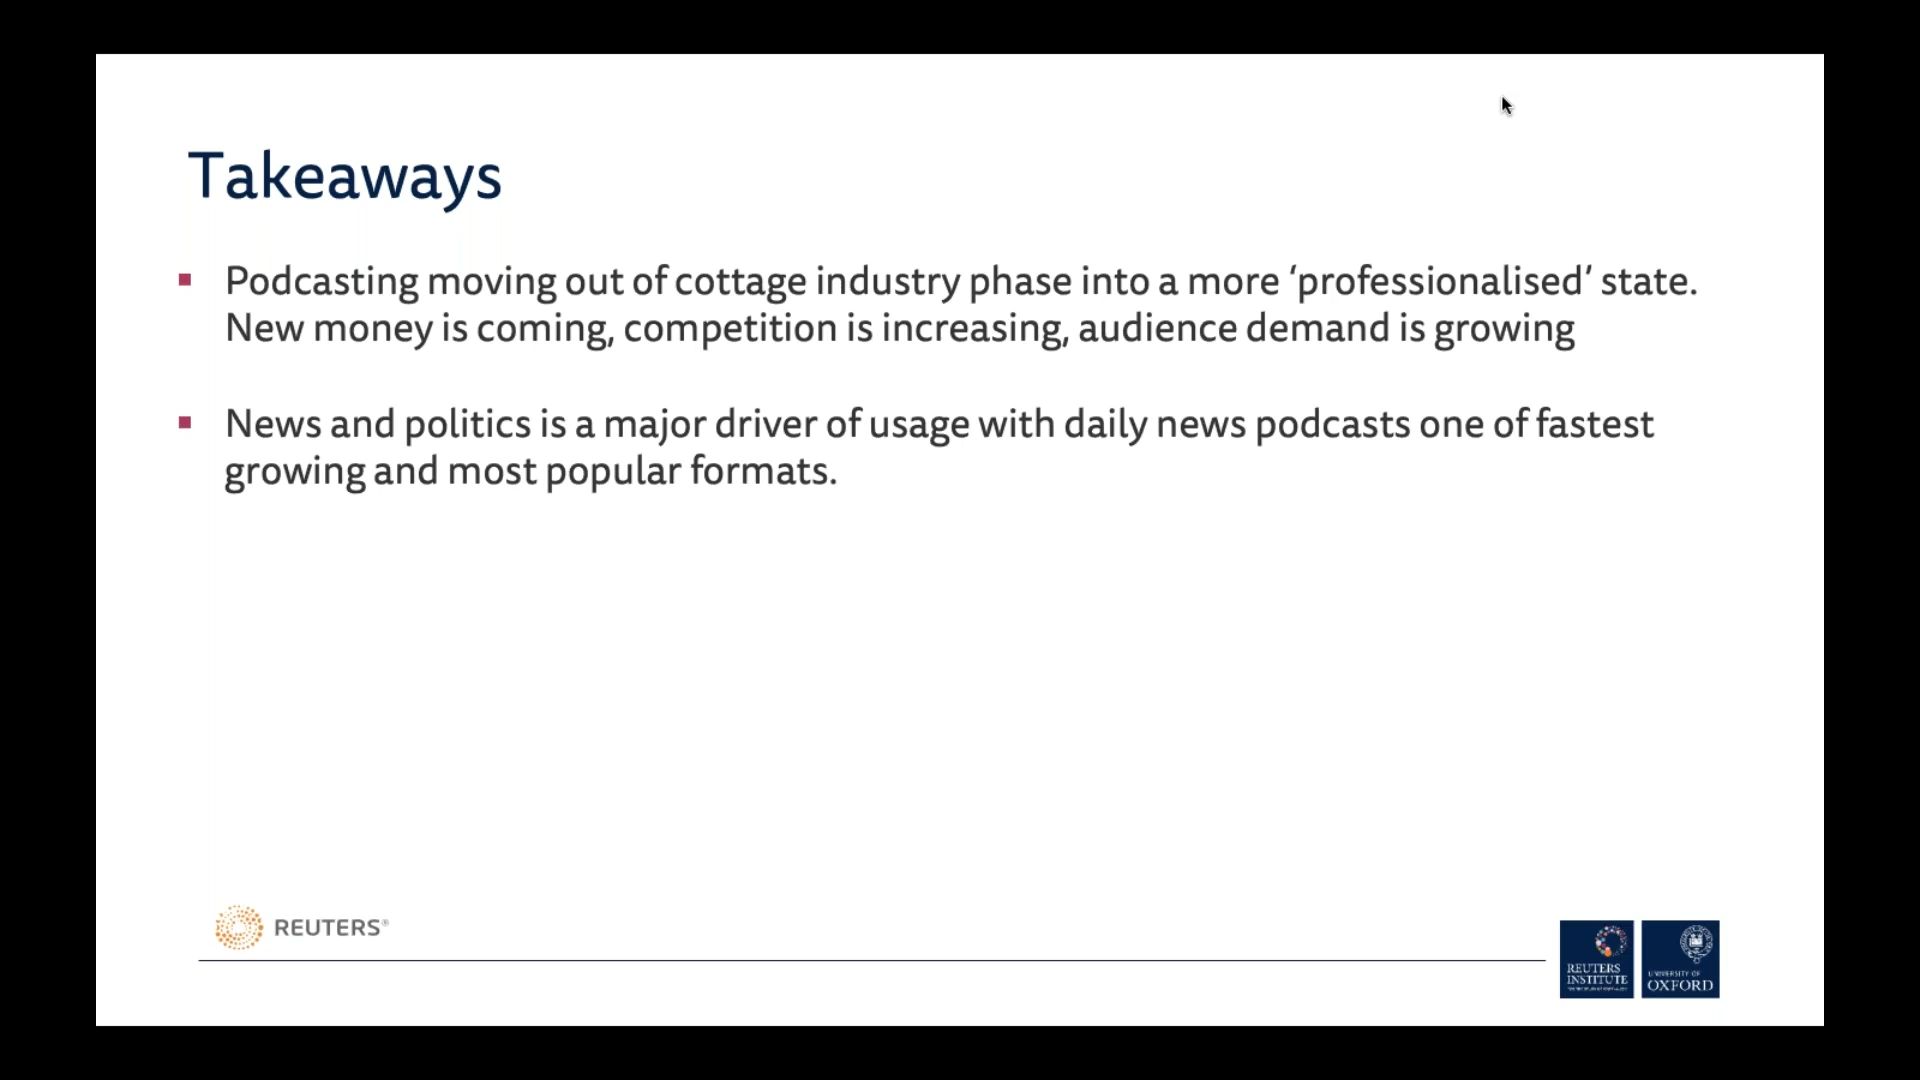 Takeaways
Podcasting moving out of cottage industry phase into a more ‘professionalised’ state.
New money is coming, competition is increasing, audience demand is growing
News and politics is a major driver of usage with daily news podcasts one of fastest
growing and most popular formats.
REUTERS®
REUTERS
INSTITUTE
UNIVERSITY OF
OXFORD